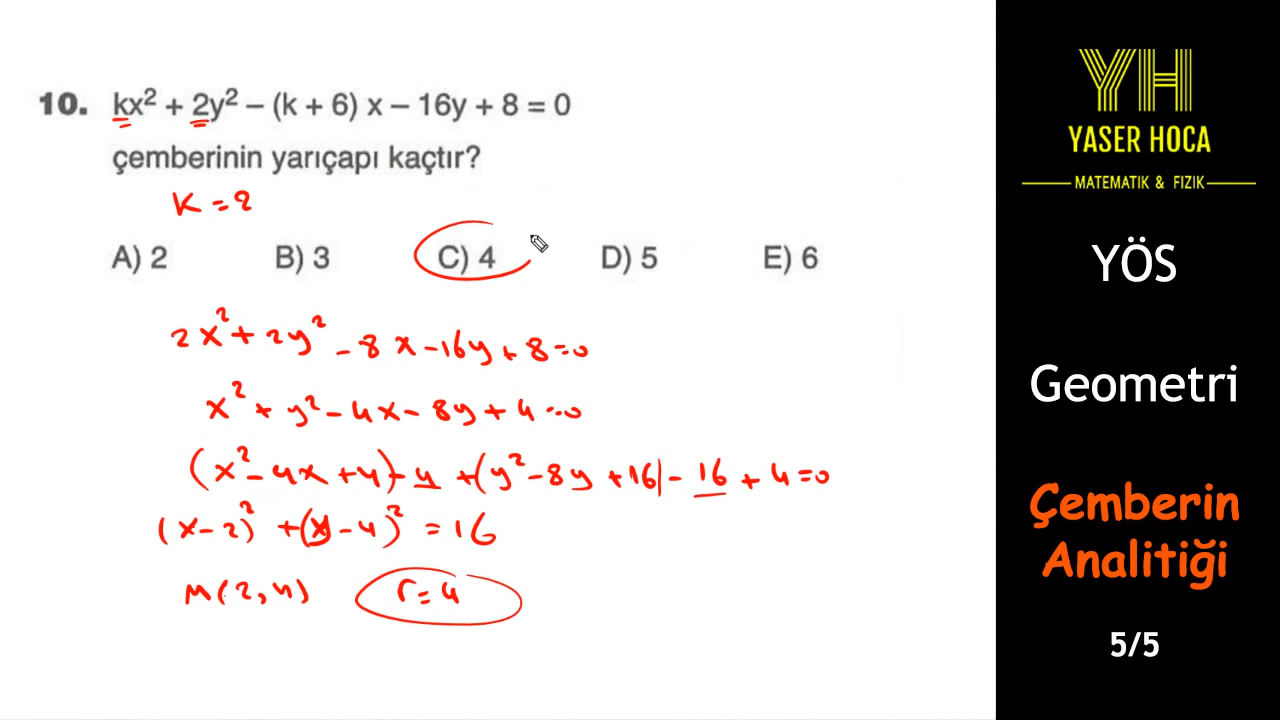 10. kx² + 2y² – (k + 6) x – 16y + 8 = 0
çemberinin yarıçapı kaçtır?
K = 2
A) 2 B) 3 C) 4 D) 5 E) 6
2x² + 2y² - 8x - 16y + 8 = 0
x² + y² - 4x - 8y + 4 = 0
(x² - 4x + 4) - 4 + (y² - 8y + 16) - 16 + 4 = 0
(x - 2)² + (y - 4)² = 16
M(2,4) r = 4
YH
YASER HOCA
MATEMATIK & FIZIK
YÖS
Geometri
Çemberin
Analitiği
5/5